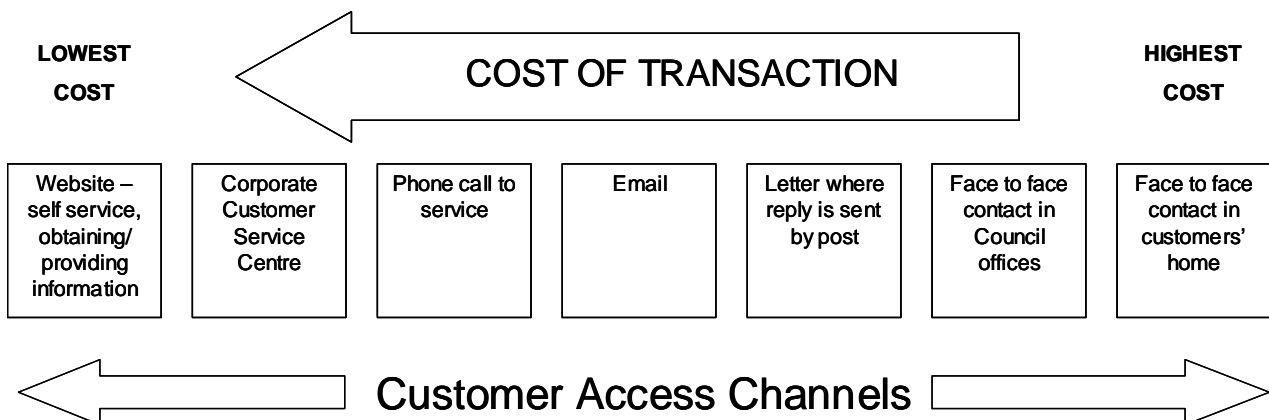 LOWEST
COST
COST OF TRANSACTION
HIGHEST
COST
Website –
self service,
obtaining/
providing
information
Corporate
Customer
Service
Centre
Phone call to
service
Email
Letter where
reply is sent
by post
Face to face
contact in
Council
offices
Face to face
contact in
customers’
home
Customer Access Channels